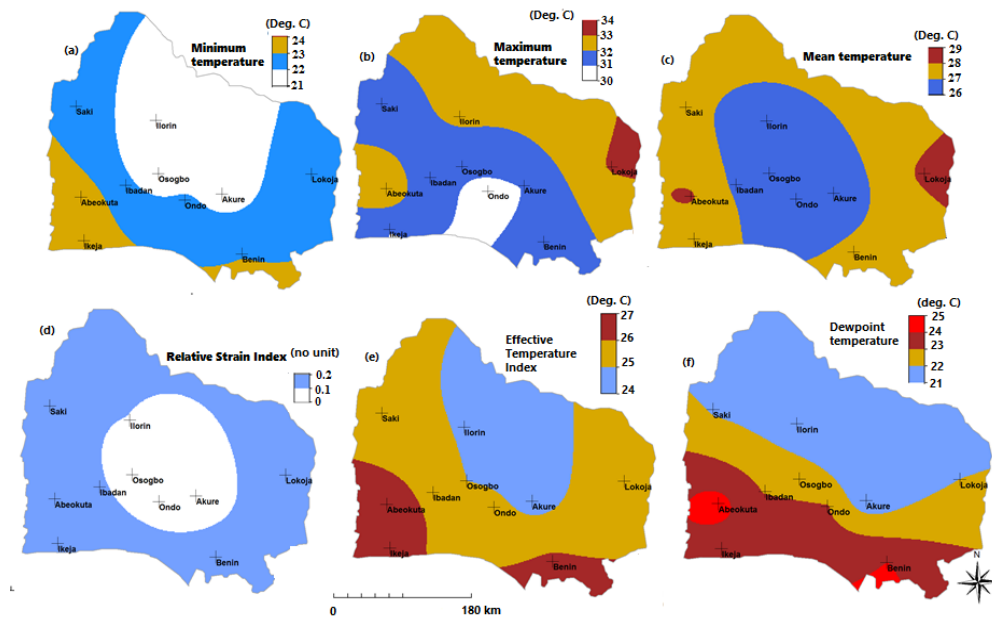 (a)
Minimum
temperature
(Deg. C)
24
23
22
21
Saki
Ilorin
Osogbo
Ibadan
Abeokuta
Ondo
Akure
Lokoja
Ikeja
Benin
(b)
Maximum
temperature
(Deg. C)
34
33
32
31
30
Saki
Ilorin
Osogbo
Ibadan
Abeokuta
Ondo
Akure
Lokoja
Ikeja
Benin
(c)
Mean temperature
(Deg. C)
29
28
27
26
Saki
Ilorin
Osogbo
Ibadan
Abeokuta
Ondo
Akure
Lokoja
Ikeja
Benin
(d)
Relative Strain Index
(no unit)
0.2
0.1
0
Saki
Ilorin
Osogbo
Ibadan
Abeokuta
Ondo
Akure
Lokoja
Ikeja
Benin
(e)
Effective
Temperature
Index
(Deg. C)
27
26
25
24
Saki
Ilorin
Osogbo
Ibadan
Abeokuta
Ondo
Akure
Lokoja
Ikeja
Benin
(f)
Dewpoint
temperature
(deg. C)
25
24
23
22
21
Saki
Ilorin
Osogbo
Ibadan
Abeokuta
Ondo
Akure
Lokoja
Ikeja
Benin
N
0
180 km